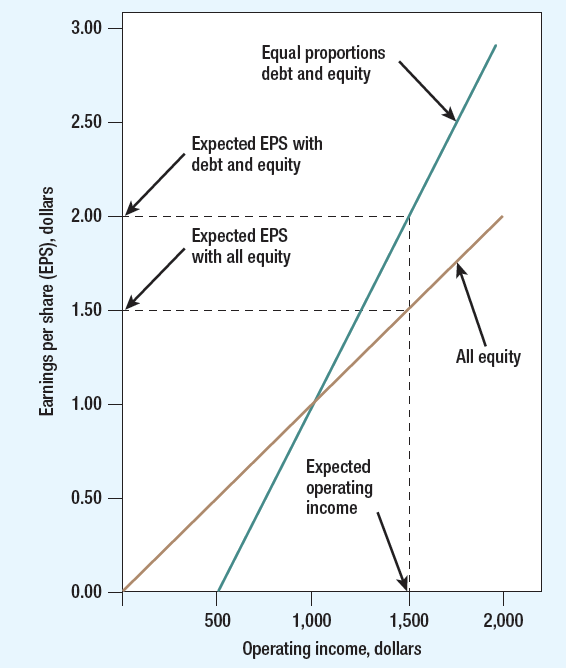 3.00
Equal proportions
debt and equity
2.50
Expected EPS with
debt and equity
2.00
Expected EPS
with all equity
1.50
All equity
1.00
Expected
operating
income
0.50
0.00
500
1,000
1,500
2,000
Operating income, dollars
Earnings per share (EPS), dollars